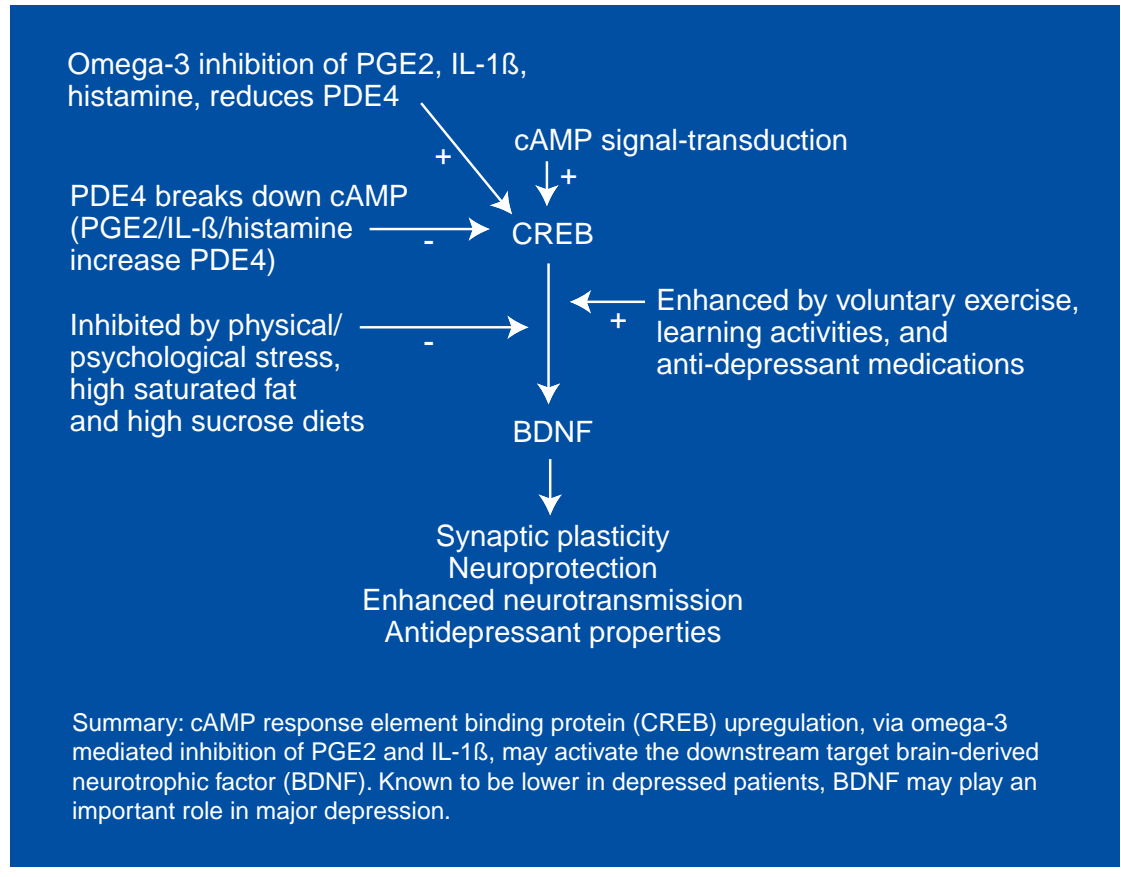 Omega-3 inhibition of PGE2, IL-1ß,
histamine, reduces PDE4
+
cAMP signal-transduction
+
PDE4 breaks down cAMP
(PGE2/IL-ß/histamine
increase PDE4)
-
CREB
Inhibited by physical/
psychological stress,
high saturated fat
and high sucrose diets
-
+
Enhanced by voluntary exercise,
learning activities, and
anti-depressant medications
BDNF
Synaptic plasticity
Neuroprotection
Enhanced neurotransmission
Antidepressant properties
Summary: cAMP response element binding protein (CREB) upregulation, via omega-3
mediated inhibition of PGE2 and IL-1ß, may activate the downstream target brain-derived
neurotrophic factor (BDNF). Known to be lower in depressed patients, BDNF may play an
important role in major depression.